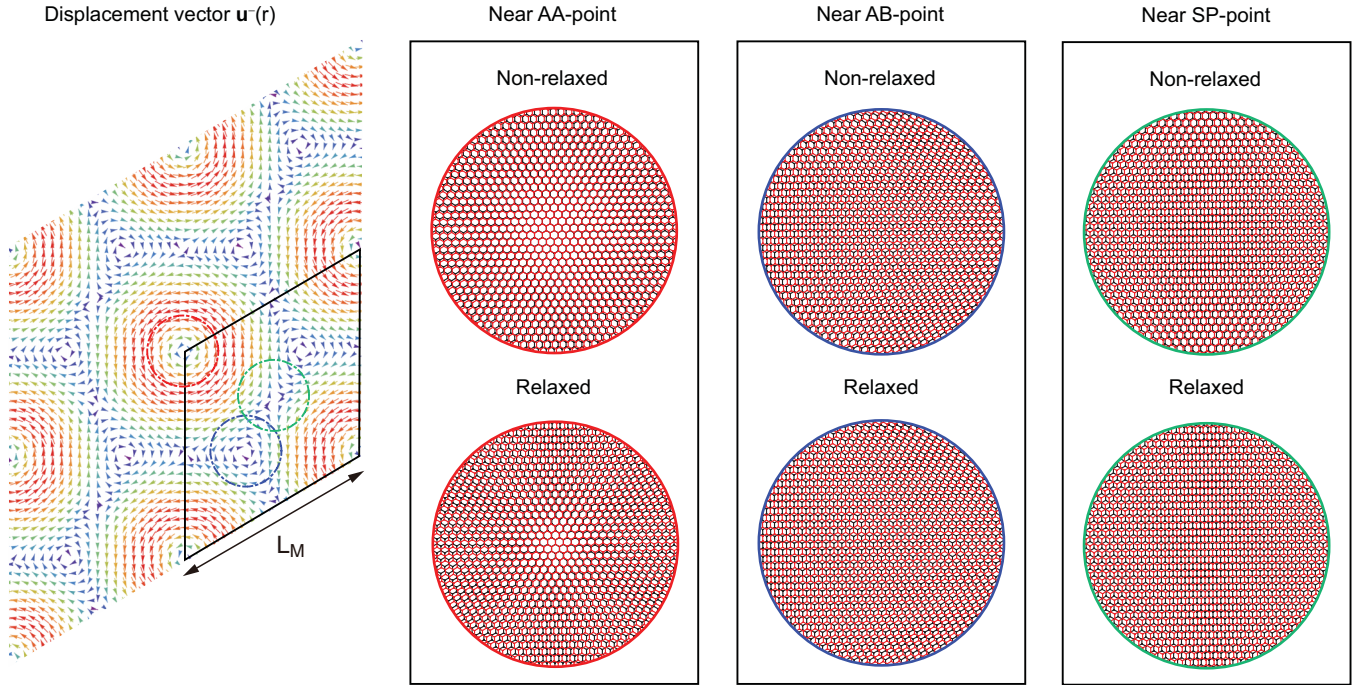 Displacement vector u⁻(r)
Near AA-point
Near AB-point
Near SP-point
Non-relaxed
Non-relaxed
Non-relaxed
Relaxed
Relaxed
Relaxed
L_M